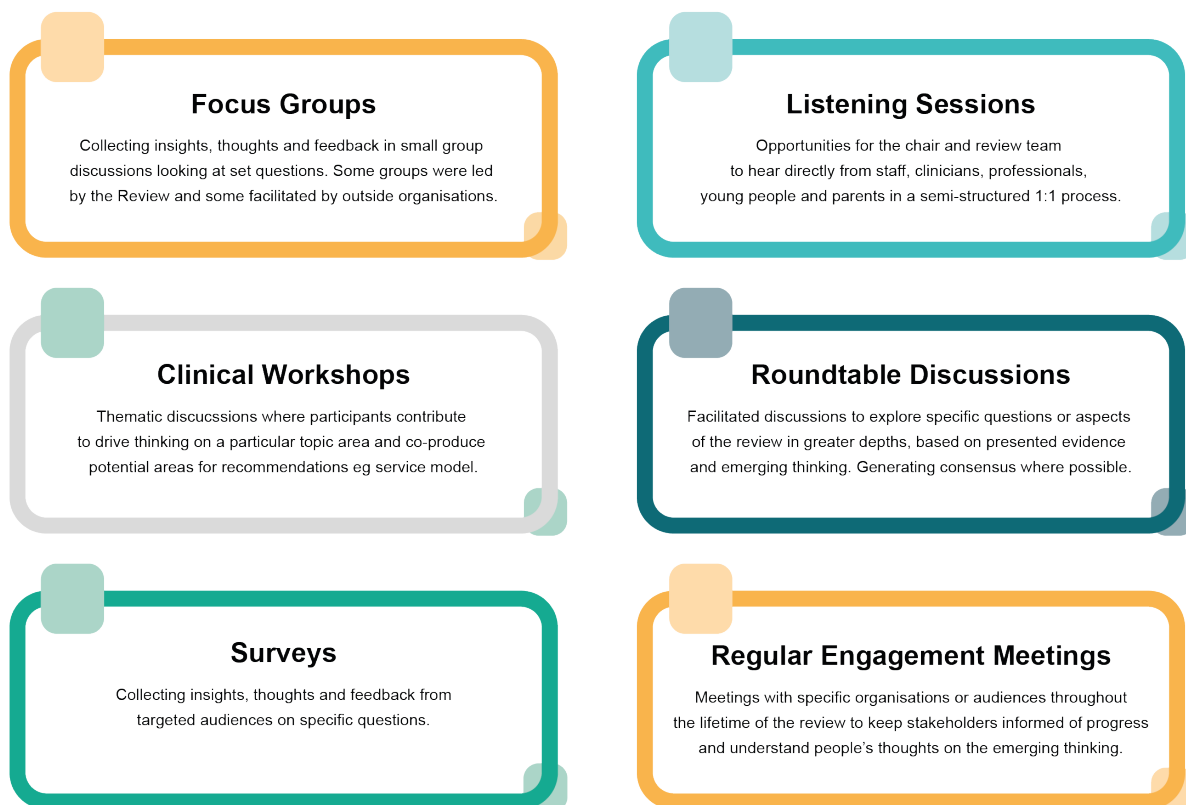 Focus Groups
Collecting insights, thoughts and feedback in small group
discussions looking at set questions. Some groups were led
by the Review and some facilitated by outside organisations.
Listening Sessions
Opportunities for the chair and review team
to hear directly from staff, clinicians, professionals,
young people and parents in a semi-structured 1:1 process.
Clinical Workshops
Thematic discucssions where participants contribute
to drive thinking on a particular topic area and co-produce
potential areas for recommendations eg service model.
Roundtable Discussions
Facilitated discussions to explore specific questions or aspects
of the review in greater depths, based on presented evidence
and emerging thinking. Generating consensus where possible.
Surveys
Collecting insights, thoughts and feedback from
targeted audiences on specific questions.
Regular Engagement Meetings
Meetings with specific organisations or audiences throughout
the lifetime of the review to keep stakeholders informed of progress
and understand people’s thoughts on the emerging thinking.